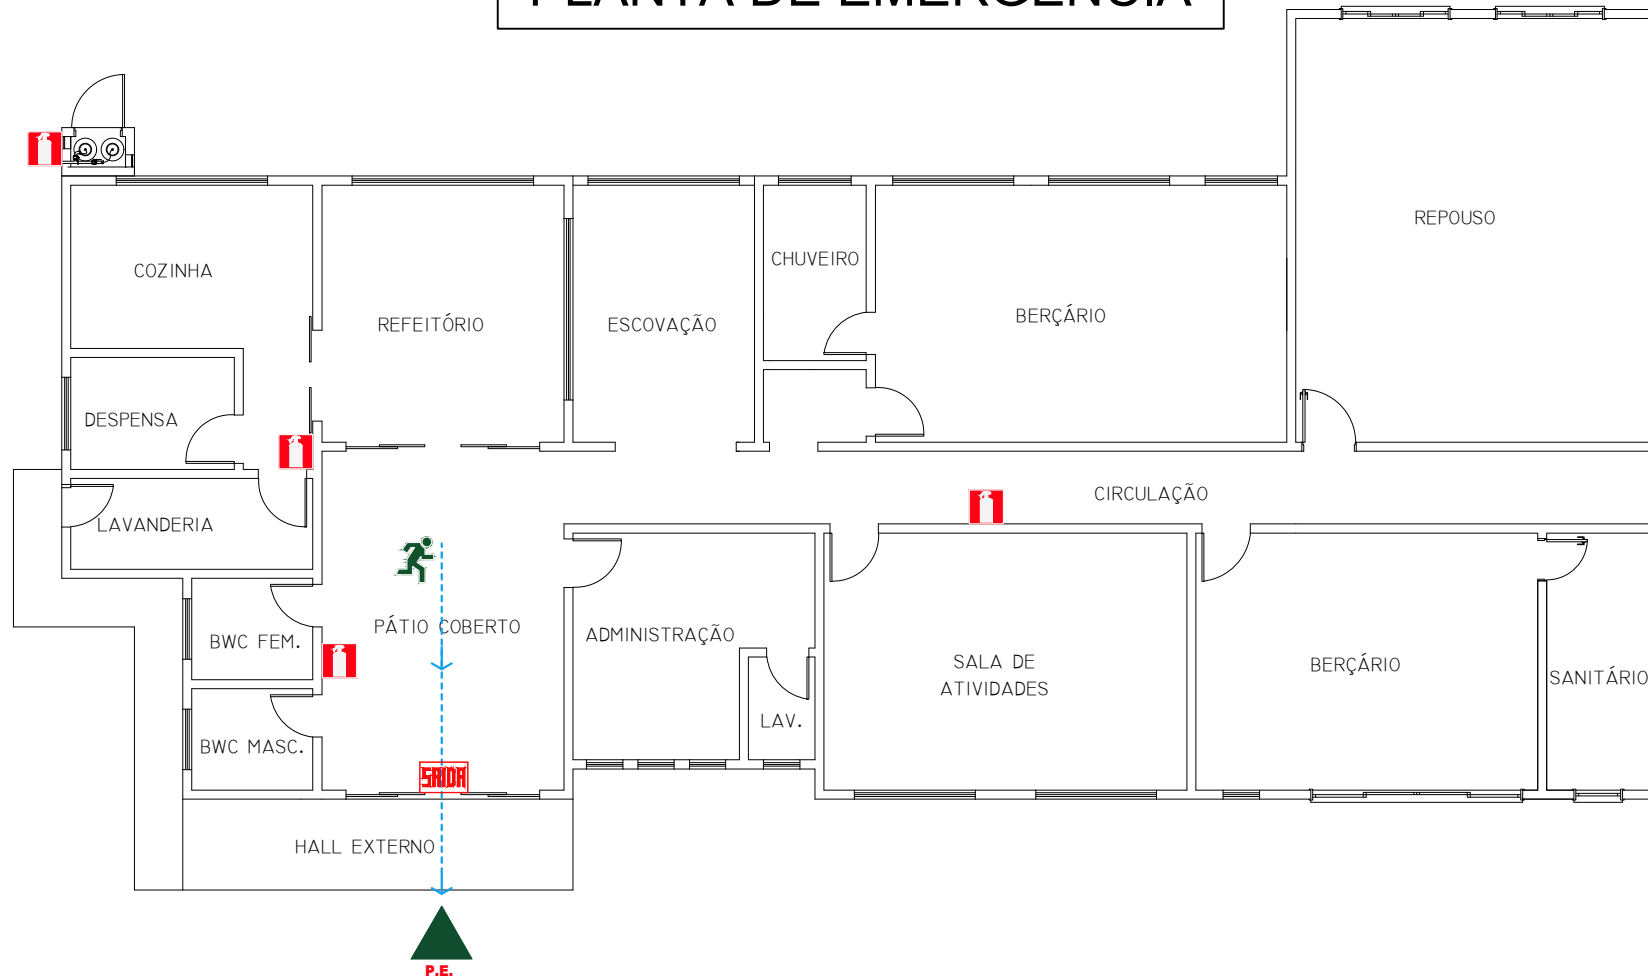 PLANTA DE EMERGÊNCIA
REPOUSO
CHUVEIRO
COZINHA
BERÇÁRIO
REFEITÓRIO
ESCOVAÇÃO
DESPENSA
CIRCULAÇÃO
LAVANDERIA
PÁTIO COBERTO
ADMINISTRAÇÃO
BWC FEM.
SALA DE
ATIVIDADES
BERÇÁRIO
SANITÁRIO
LAV.
BWC MASC.
SAIDA
HALL EXTERNO
P.E.